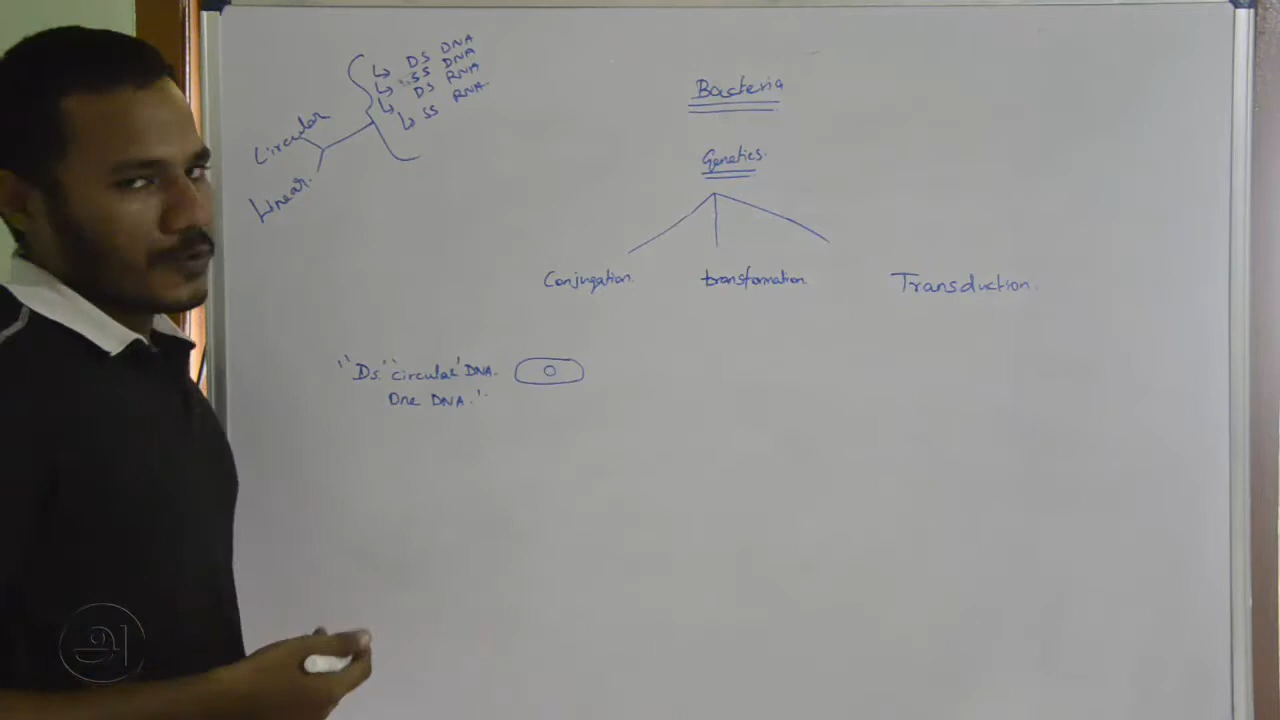 DS DNA
SS DNA
DS RNA
SS RNA.
Circular
Linear.
Bacteria
Genetics.
Conjugation.
transformation
Transduction.
"Ds." "circular" DNA.
One DNA."
அ